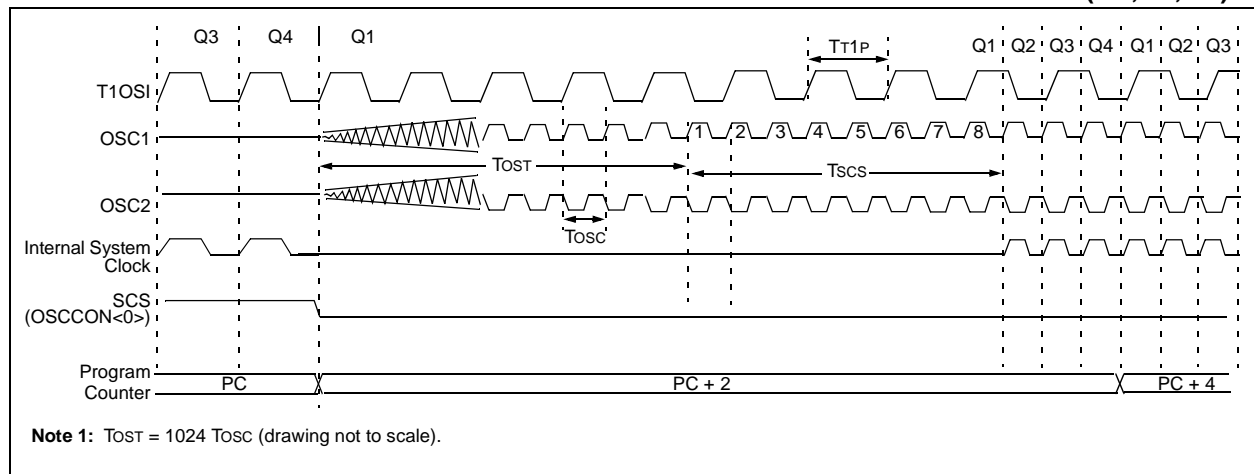 Q3 Q4 Q1 TT1P Q1 Q2 Q3 Q4 Q1 Q2 Q3
T1OSI
OSC1 1 2 3 4 5 6 7 8
TOST TSCS
OSC2
TOSC
Internal System
Clock
SCS
(OSCCON<0>)
Program
Counter
PC PC + 2 PC + 4
Note 1: TOST = 1024 TOSC (drawing not to scale).